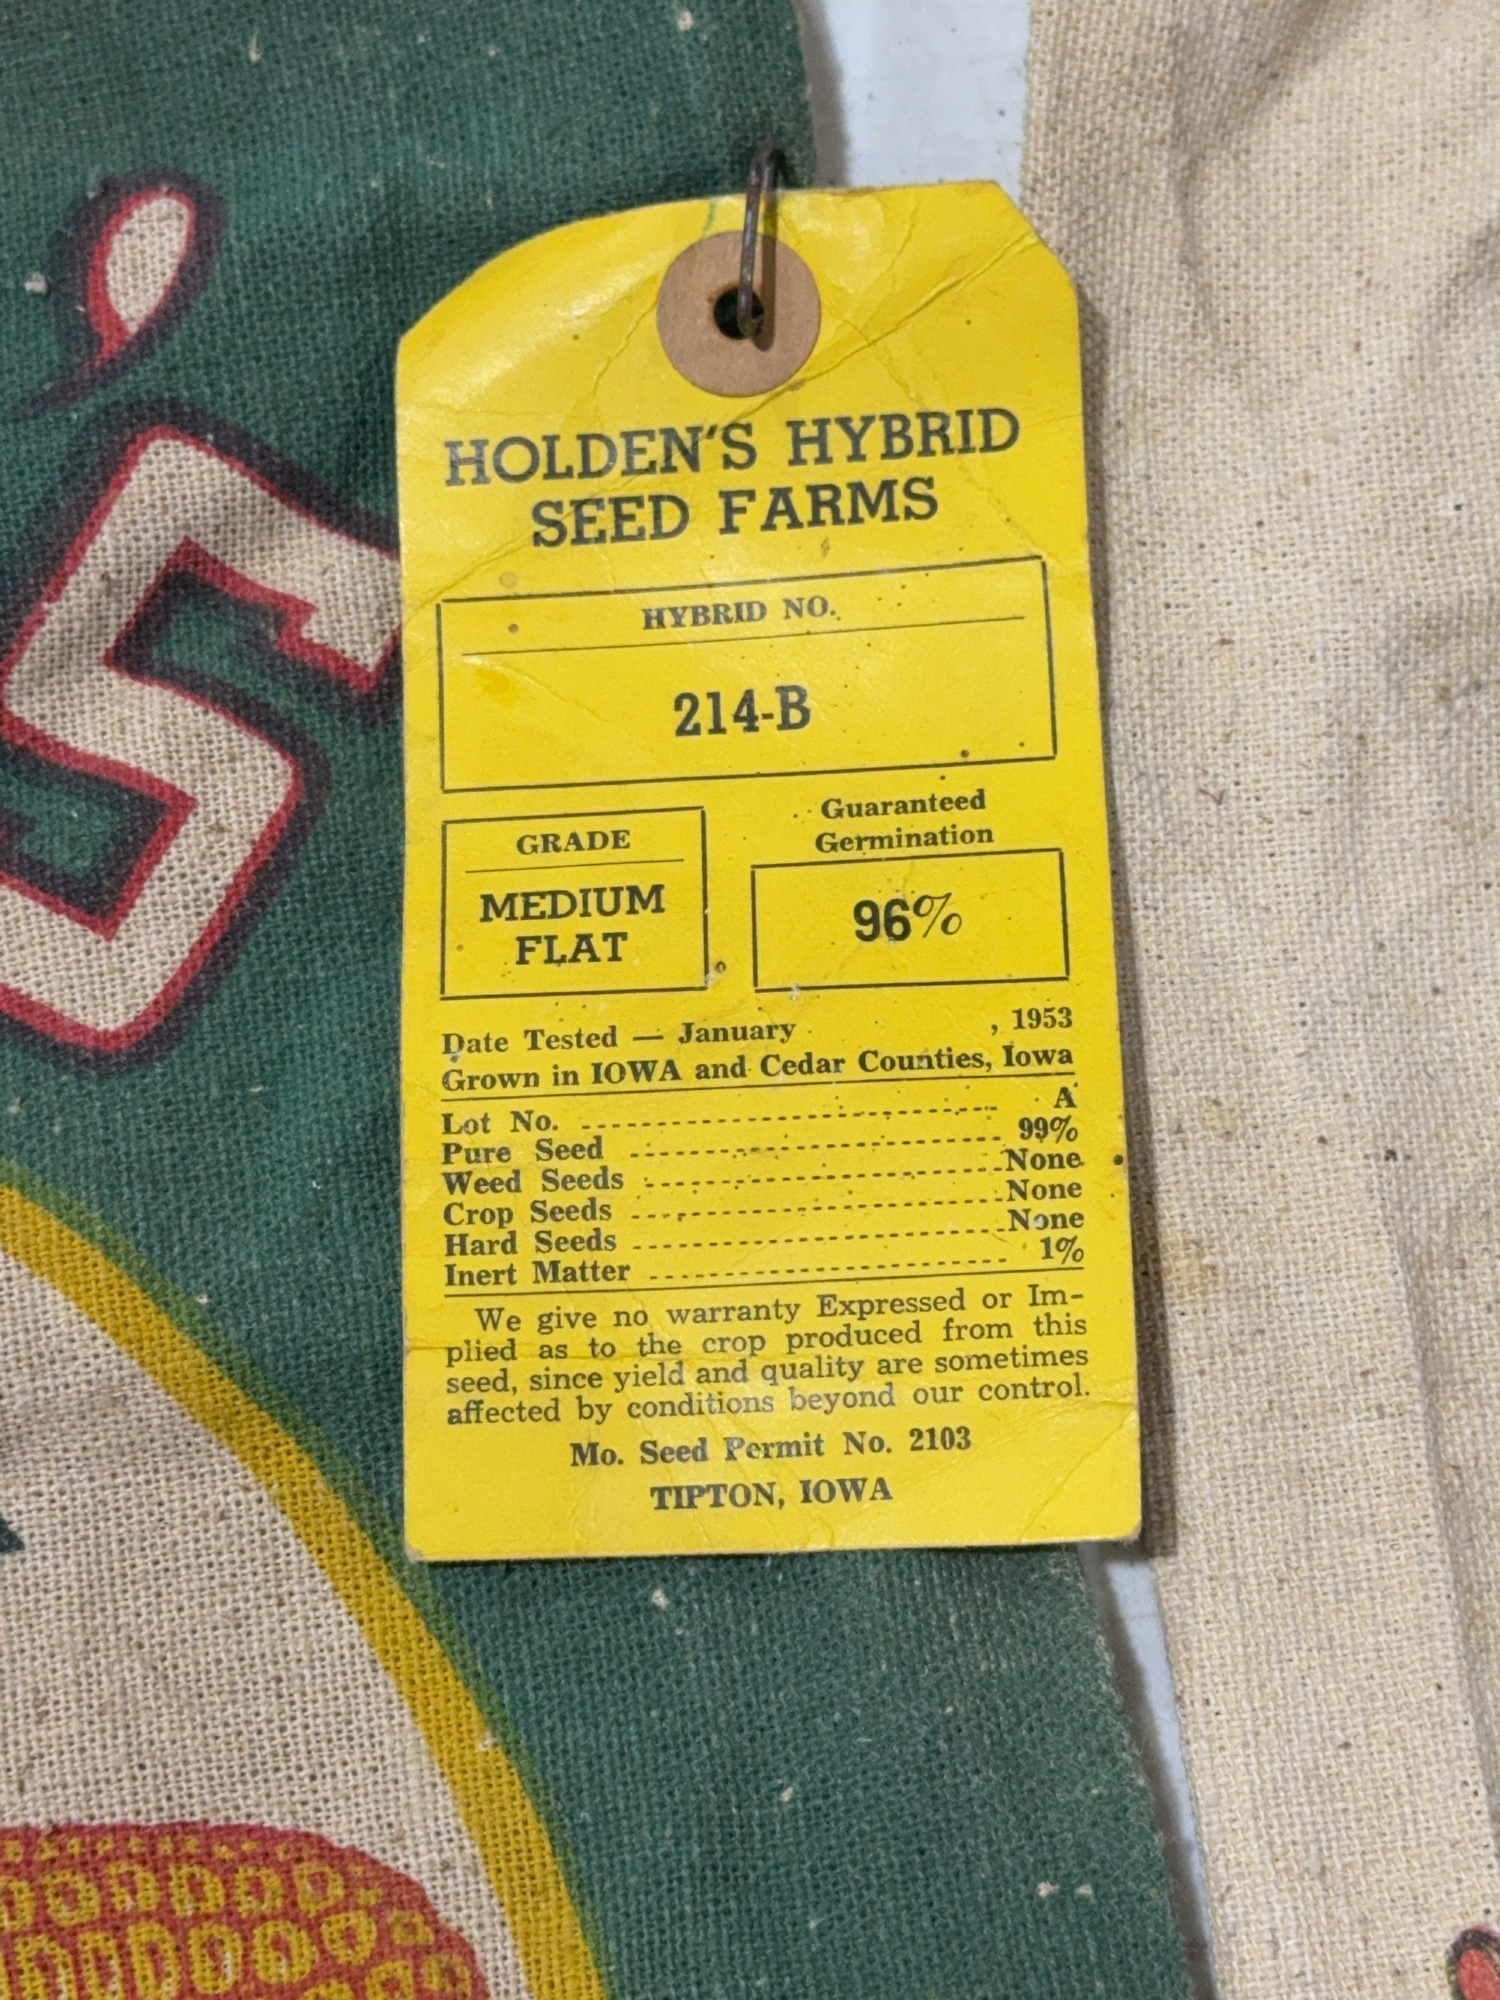 'S
HOLDEN'S HYBRID
SEED FARMS
HYBRID NO.
214-B
GRADE
MEDIUM
FLAT
Guaranteed
Germination
96%
Date Tested — January , 1953
Grown in IOWA and Cedar Counties, Iowa
Lot No. A
Pure Seed 99%
Weed Seeds None
Crop Seeds None
Hard Seeds None
Inert Matter 1%
We give no warranty Expressed or Im-
plied as to the crop produced from this
seed, since yield and quality are sometimes
affected by conditions beyond our control.
Mo. Seed Permit No. 2103
TIPTON, IOWA